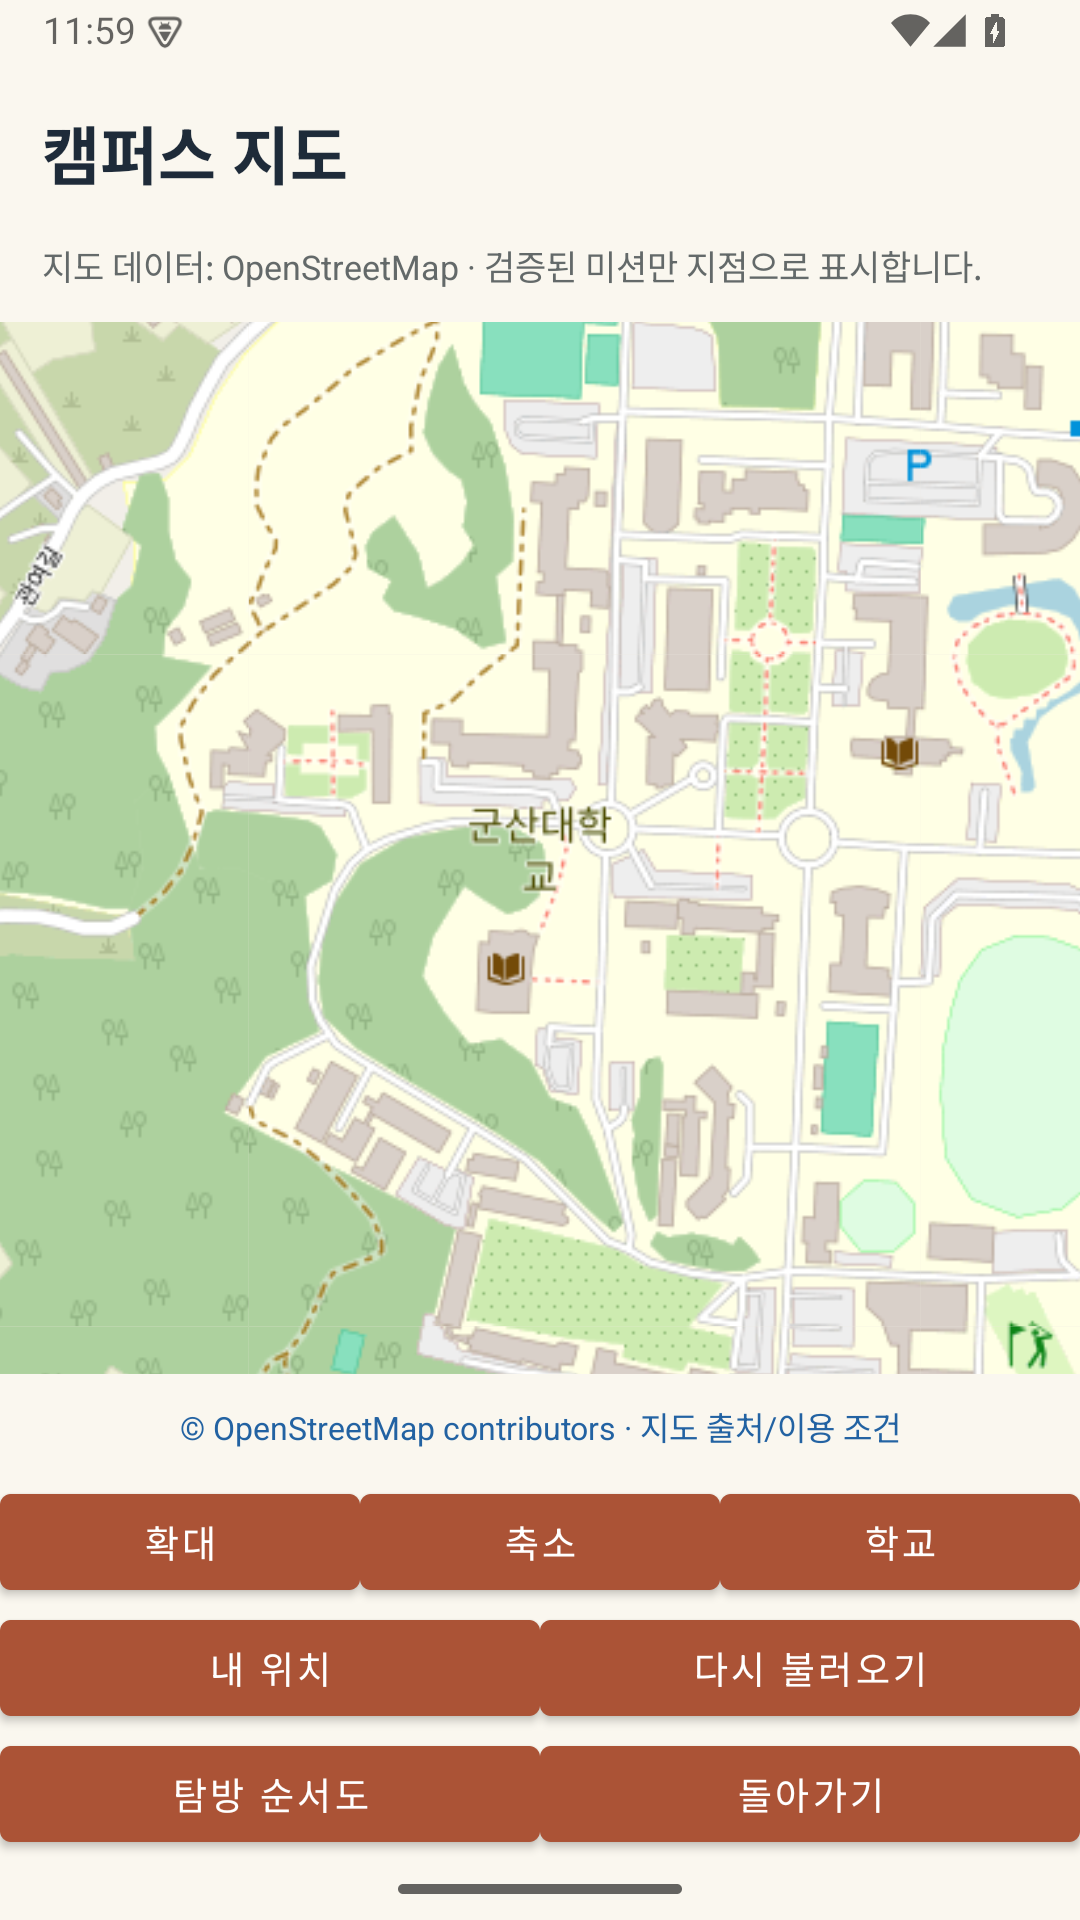 11:59
캠퍼스 지도
지도 데이터: OpenStreetMap · 검증된 미션만 지점으로 표시합니다.
P
관여길
군산대학
교
© OpenStreetMap contributors · 지도 출처/이용 조건
확대
축소
학교
내 위치
다시 불러오기
탐방 순서도
돌아가기